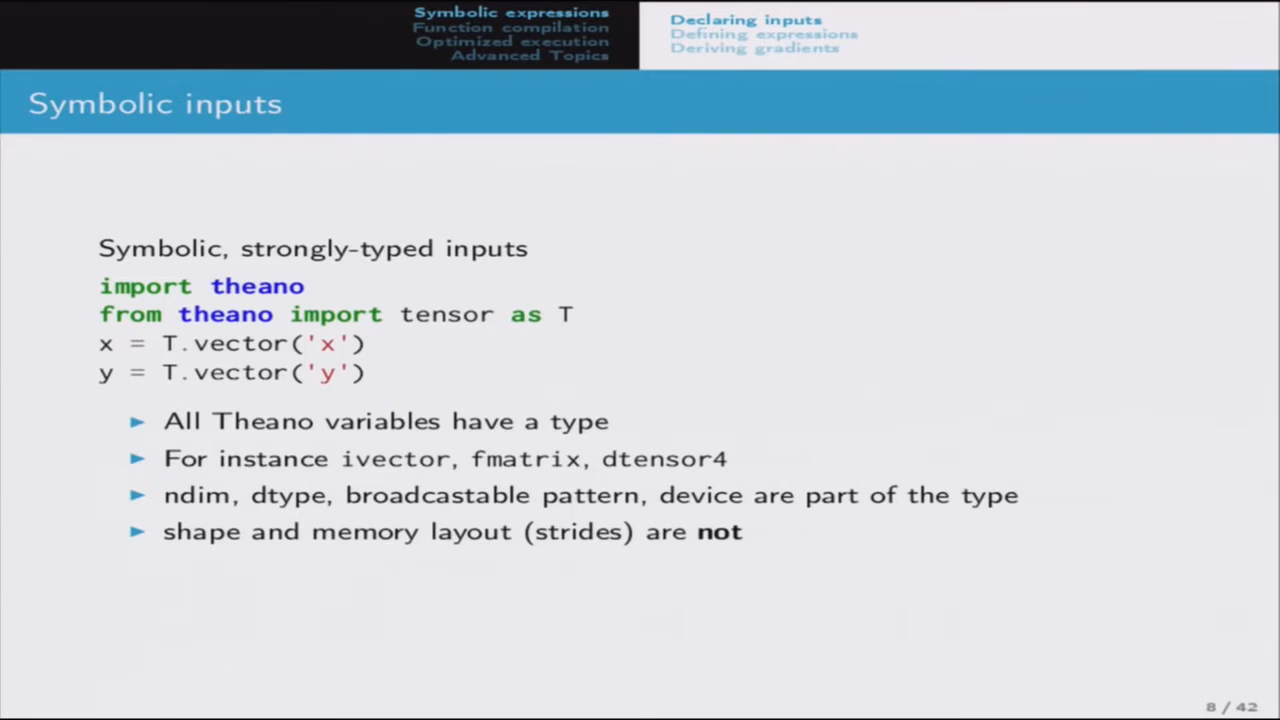 Symbolic expressions
Function compilation
Optimized execution
Advanced Topics
Declaring inputs
Defining expressions
Deriving gradients
Symbolic inputs
Symbolic, strongly-typed inputs
import theano
from theano import tensor as T
x = T.vector('x')
y = T.vector('y')
► All Theano variables have a type
► For instance ivector, fmatrix, dtensor4
► ndim, dtype, broadcastable pattern, device are part of the type
► shape and memory layout (strides) are not
8 / 42